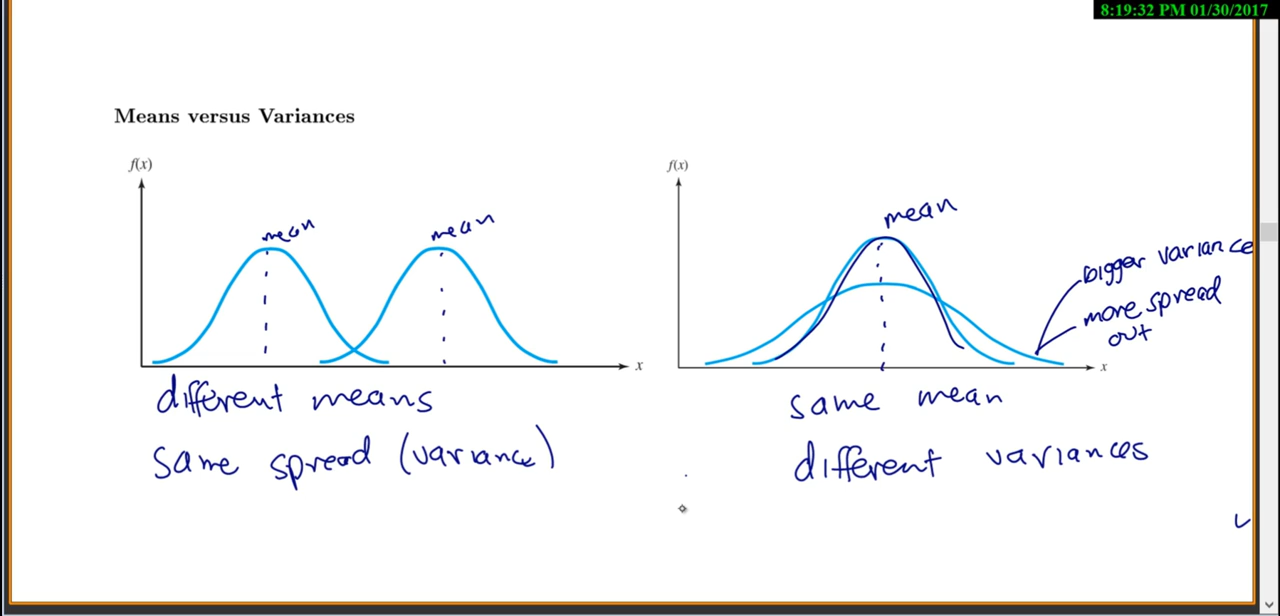 8:19:32 PM 01/30/2017
Means versus Variances
f(x)
mean
mean
x
different means
same spread (variance)
f(x)
mean
bigger variance
more spread
out
x
same mean
different variances